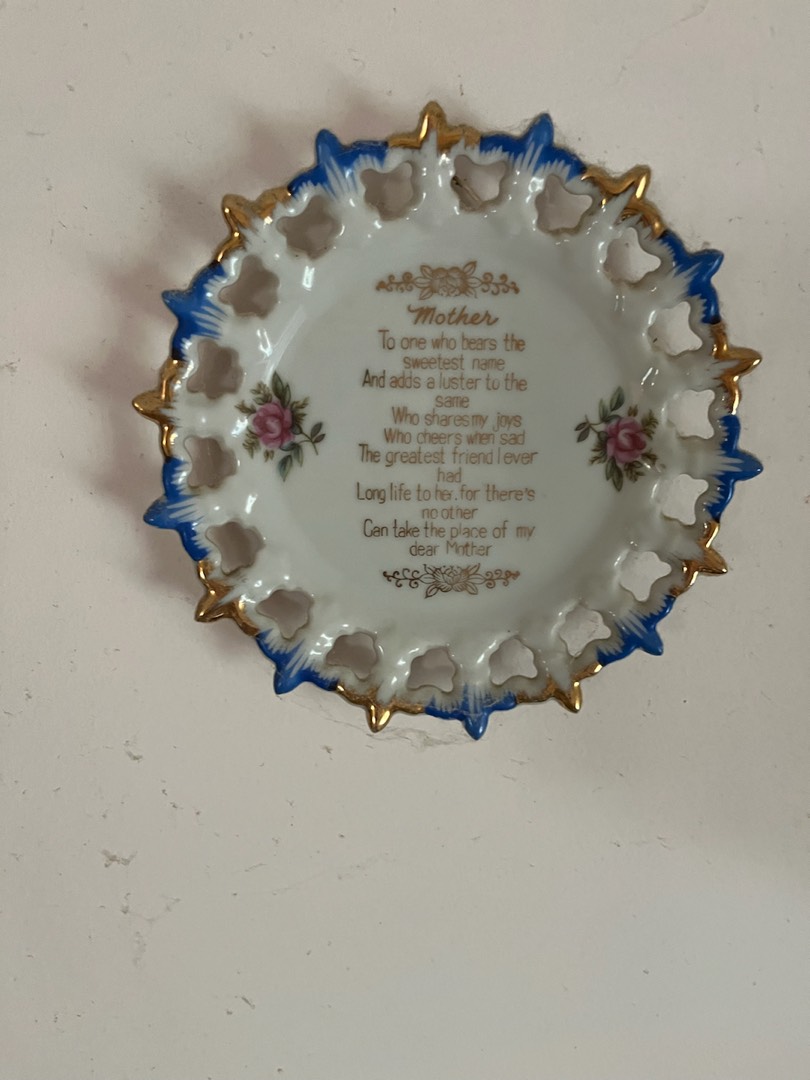 Mother
To one who bears the
sweetest name
And adds a luster to the
same
Who shares my joys
Who cheers when sad
The greatest friend I ever
had
Long life to her, for there's
no other
Can take the place of my
dear Mother